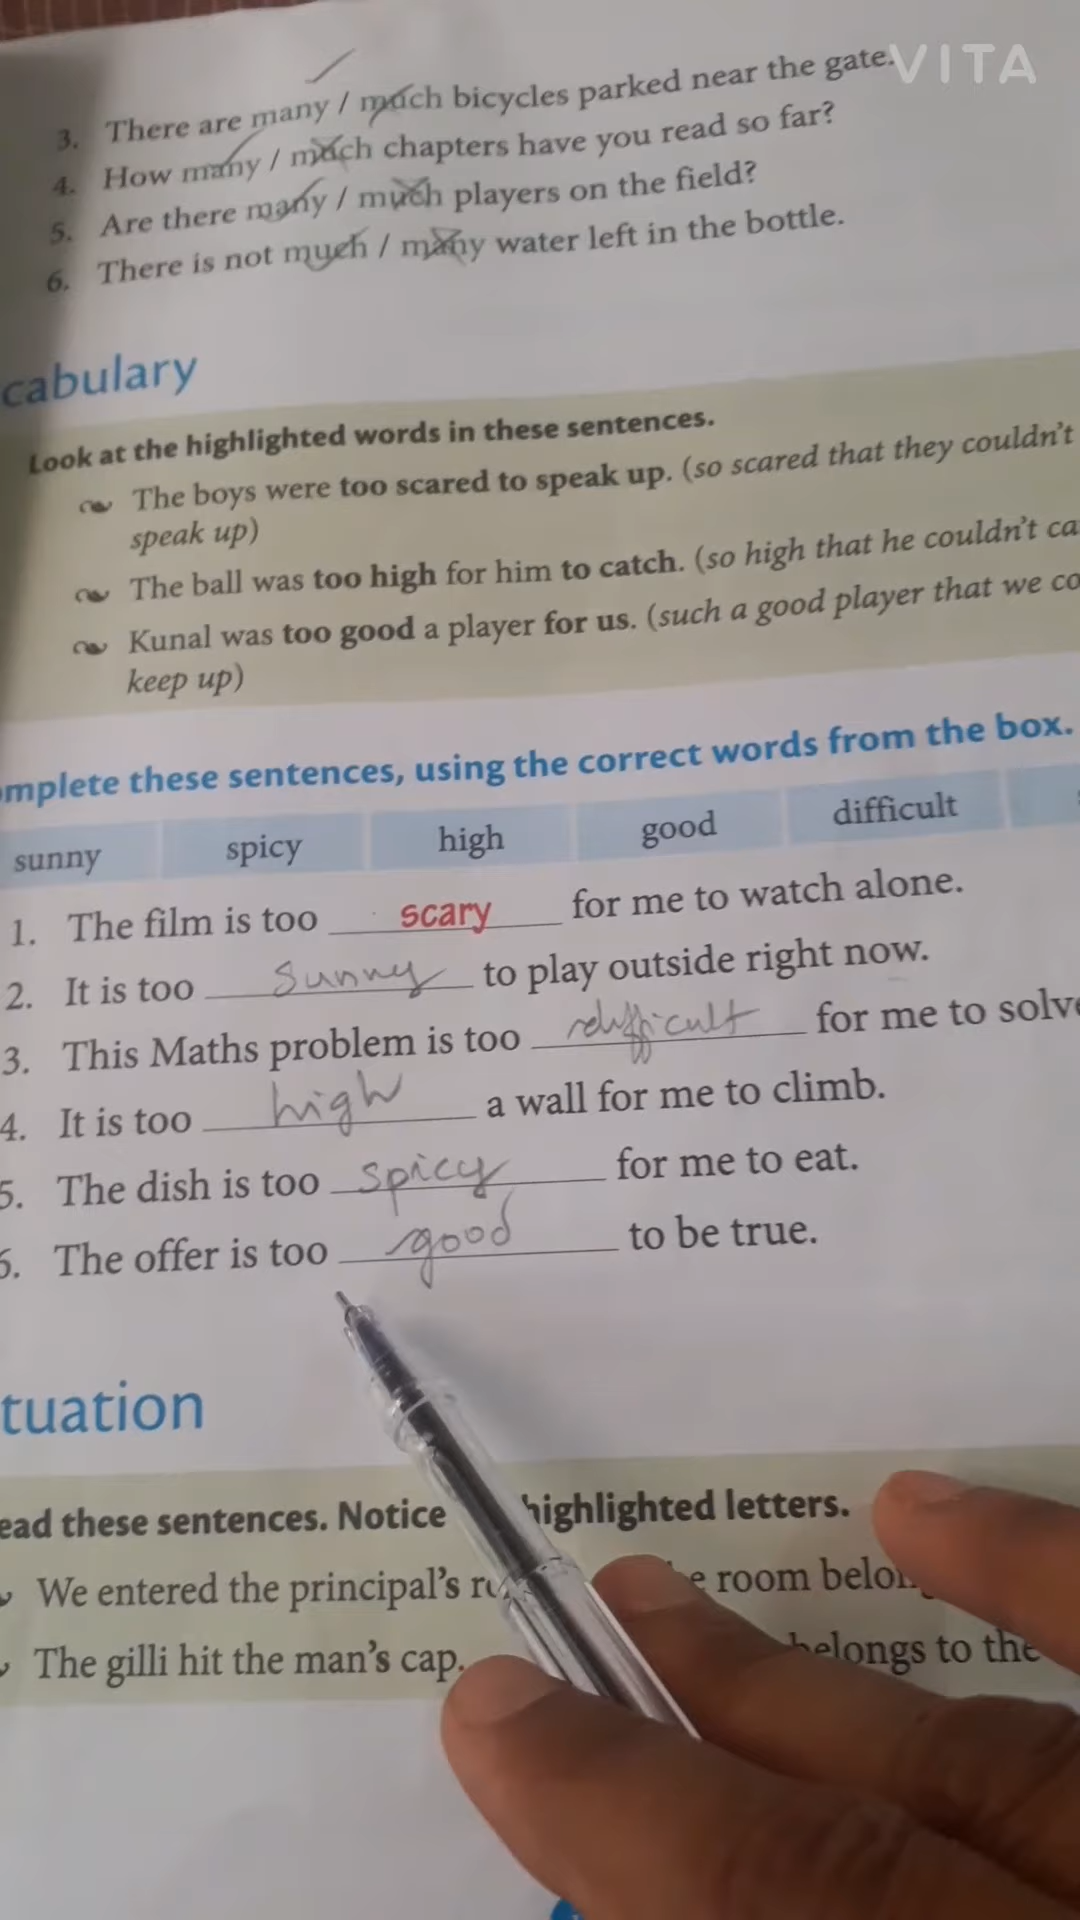 VITA
3. There are many / much bicycles parked near the gate.
4. How many / much chapters have you read so far?
5. Are there many / much players on the field?
6. There is not much / many water left in the bottle.
cabulary
Look at the highlighted words in these sentences.
The boys were too scared to speak up. (so scared that they couldn't
speak up)
The ball was too high for him to catch. (so high that he couldn't ca
Kunal was too good a player for us. (such a good player that we co
keep up)
mplete these sentences, using the correct words from the box.
sunny spicy high good difficult
1. The film is too scary for me to watch alone.
2. It is too sunny to play outside right now.
3. This Maths problem is too difficult for me to solve
4. It is too high a wall for me to climb.
5. The dish is too spicy for me to eat.
6. The offer is too good to be true.
tuation
ead these sentences. Notice highlighted letters.
We entered the principal's ro e room belon
The gilli hit the man's cap. belongs to the